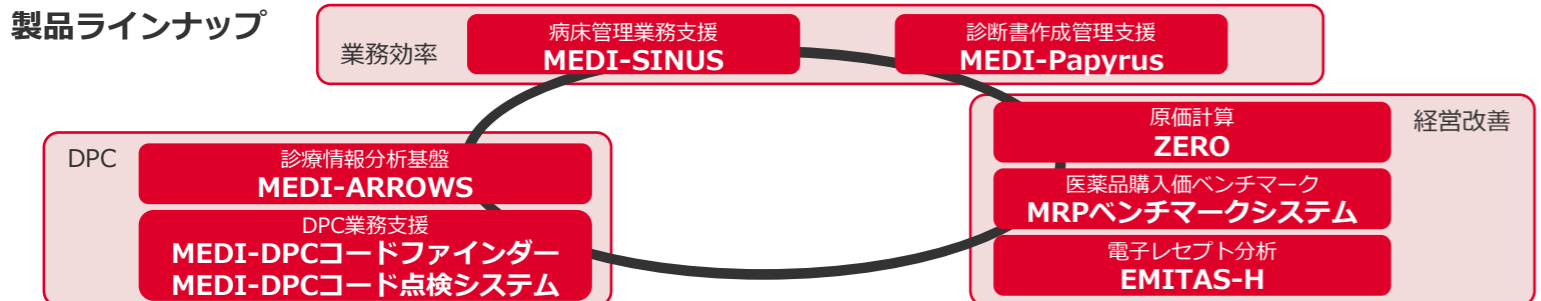 製品ラインナップ
業務効率
病床管理業務支援
MEDI-SINUS
診断書作成管理支援
MEDI-Papyrus
DPC
診療情報分析基盤
MEDI-ARROWS
DPC業務支援
MEDI-DPCコードファインダー
MEDI-DPCコード点検システム
経営改善
原価計算
ZERO
医薬品購入価ベンチマーク
MRPベンチマークシステム
電子レセプト分析
EMITAS-H